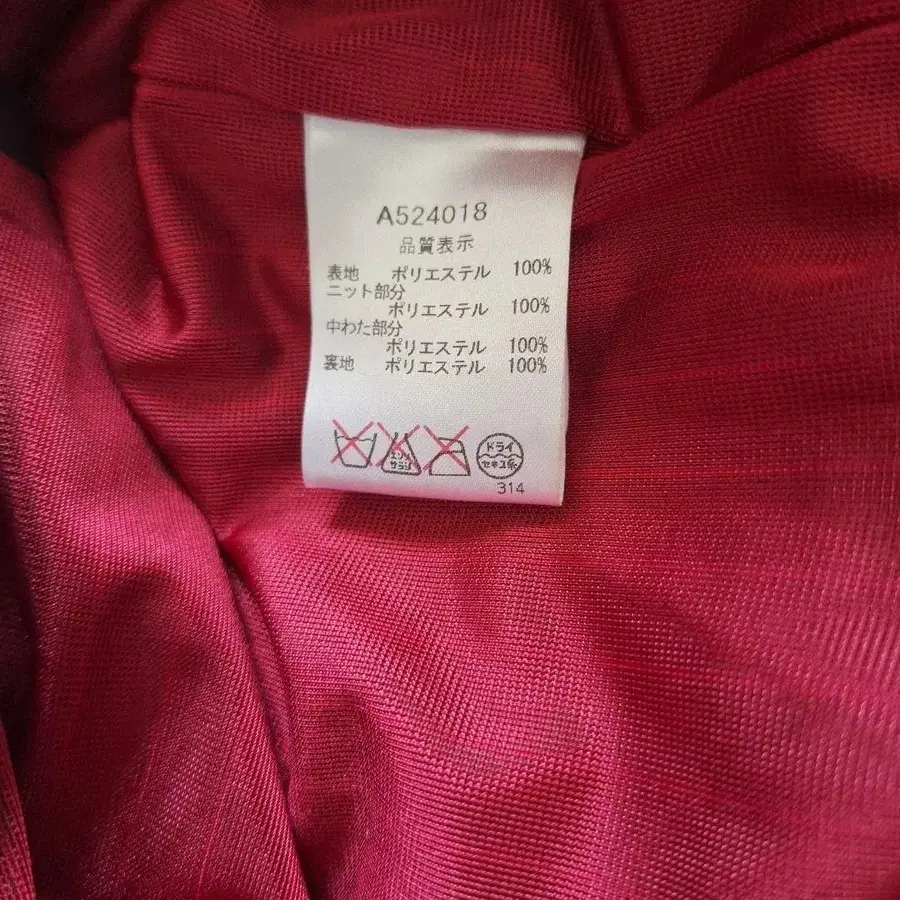 A524018
品質表示
表地 ポリエステル 100%
ニット部分
ポリエステル 100%
中わた部分
ポリエステル 100%
裏地 ポリエステル 100%
エンソ
サラシ
ドライ
セキユ系
314